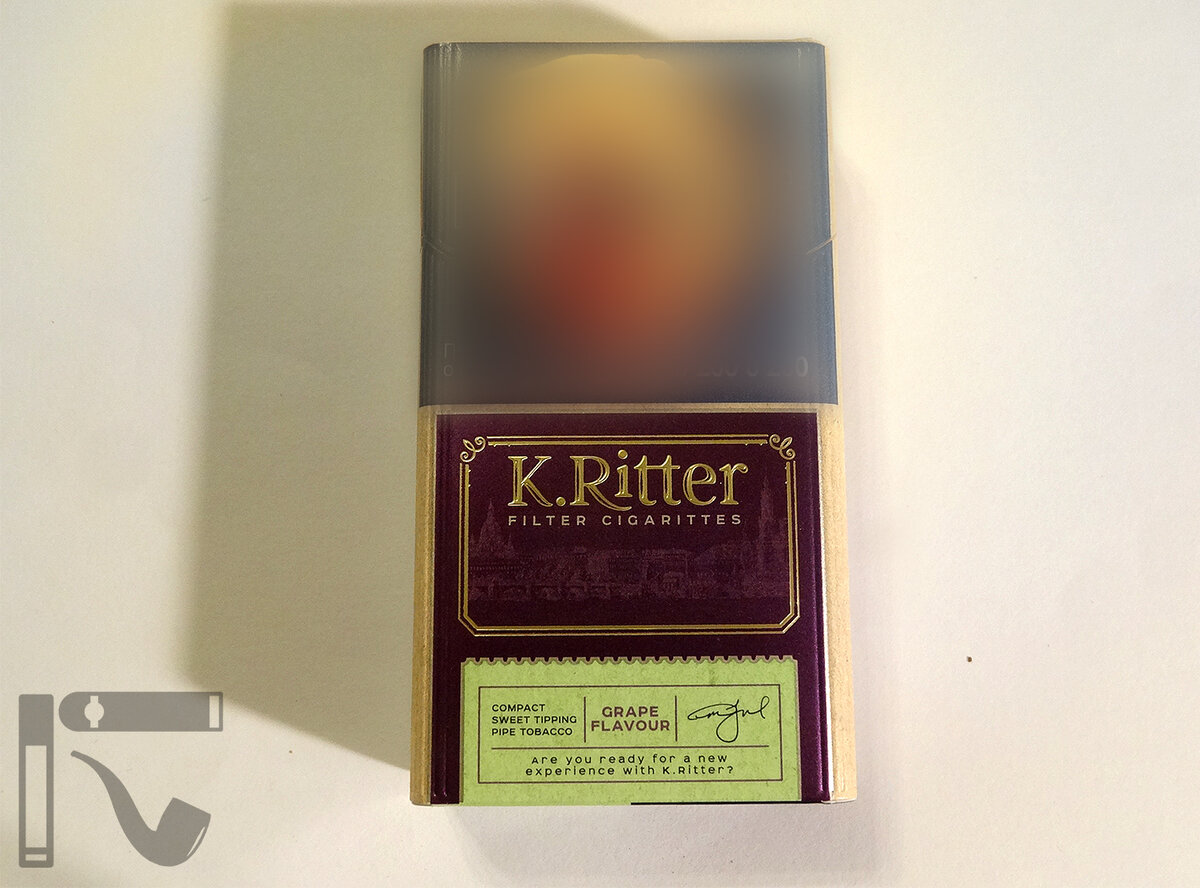 K.Ritter
FILTER CIGARITTES
COMPACT
SWEET TIPPING
PIPE TOBACCO
GRAPE
FLAVOUR
Are you ready for a new
experience with K.Ritter?